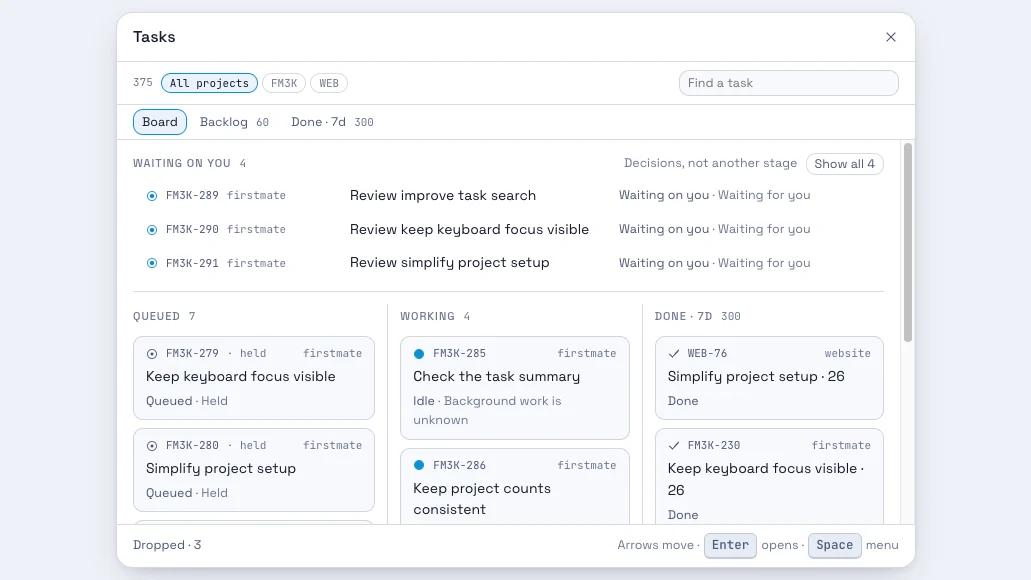 Tasks
375 All projects FM3K WEB Find a task
Board Backlog 60 Done · 7d 300
WAITING ON YOU 4 Decisions, not another stage Show all 4
FM3K-289 firstmate Review improve task search Waiting on you · Waiting for you
FM3K-290 firstmate Review keep keyboard focus visible Waiting on you · Waiting for you
FM3K-291 firstmate Review simplify project setup Waiting on you · Waiting for you
QUEUED 7
FM3K-279 · held firstmate
Keep keyboard focus visible
Queued · Held
FM3K-280 · held firstmate
Simplify project setup
Queued · Held
WORKING 4
FM3K-285 firstmate
Check the task summary
Idle · Background work is
unknown
FM3K-286 firstmate
Keep project counts
consistent
DONE · 7D 300
WEB-76 website
Simplify project setup · 26
Done
FM3K-230 firstmate
Keep keyboard focus visible ·
26
Done
Dropped · 3 Arrows move · Enter opens · Space menu